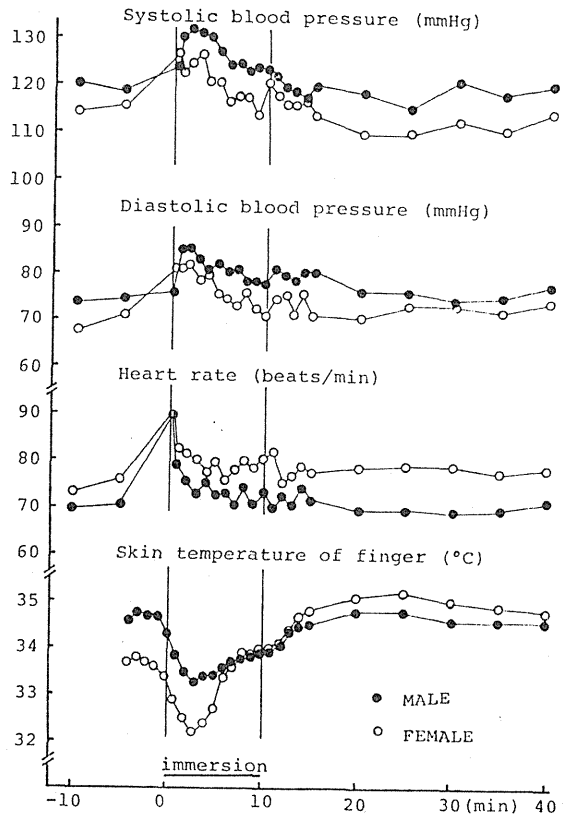 Systolic blood pressure (mmHg)
130
120
110
100
Diastolic blood pressure (mmHg)
90
80
70
60
Heart rate (beats/min)
90
80
70
60
Skin temperature of finger (°C)
35
34
33
32
MALE
FEMALE
immersion
-10 0 10 20 30 (min) 40